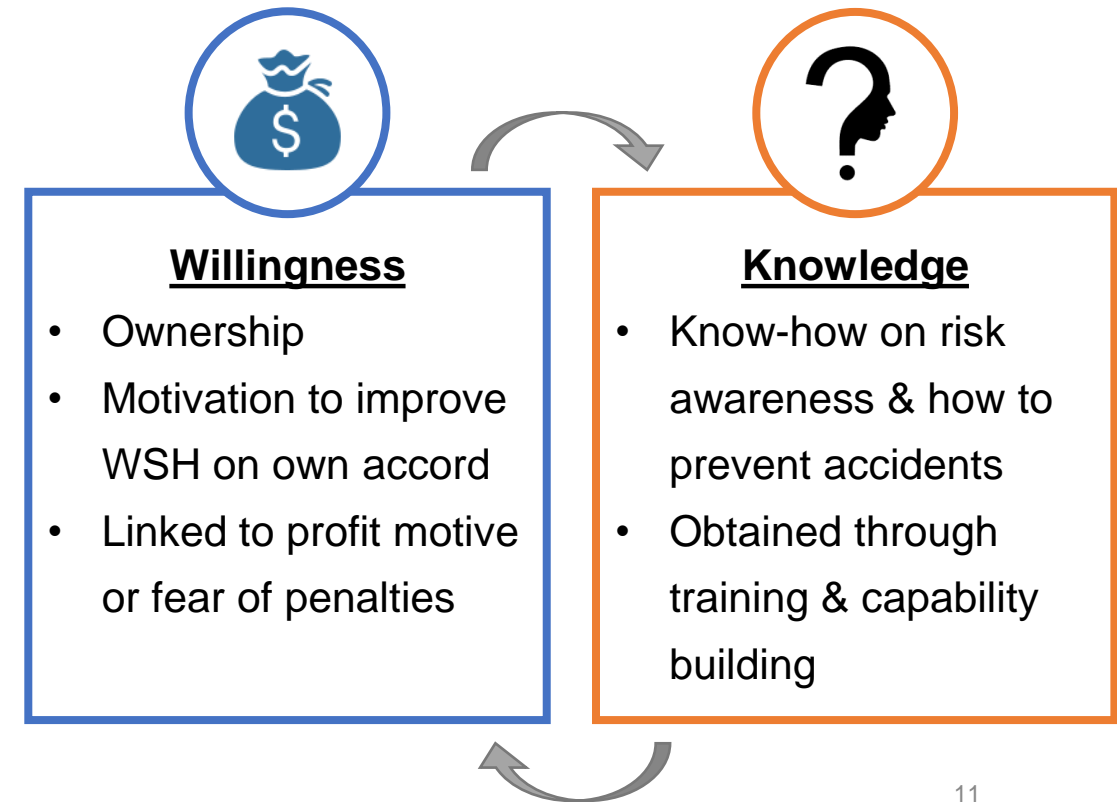 $
Willingness
• Ownership
• Motivation to improve
WSH on own accord
• Linked to profit motive
or fear of penalties
Knowledge
• Know-how on risk
awareness & how to
prevent accidents
• Obtained through
training & capability
building
11